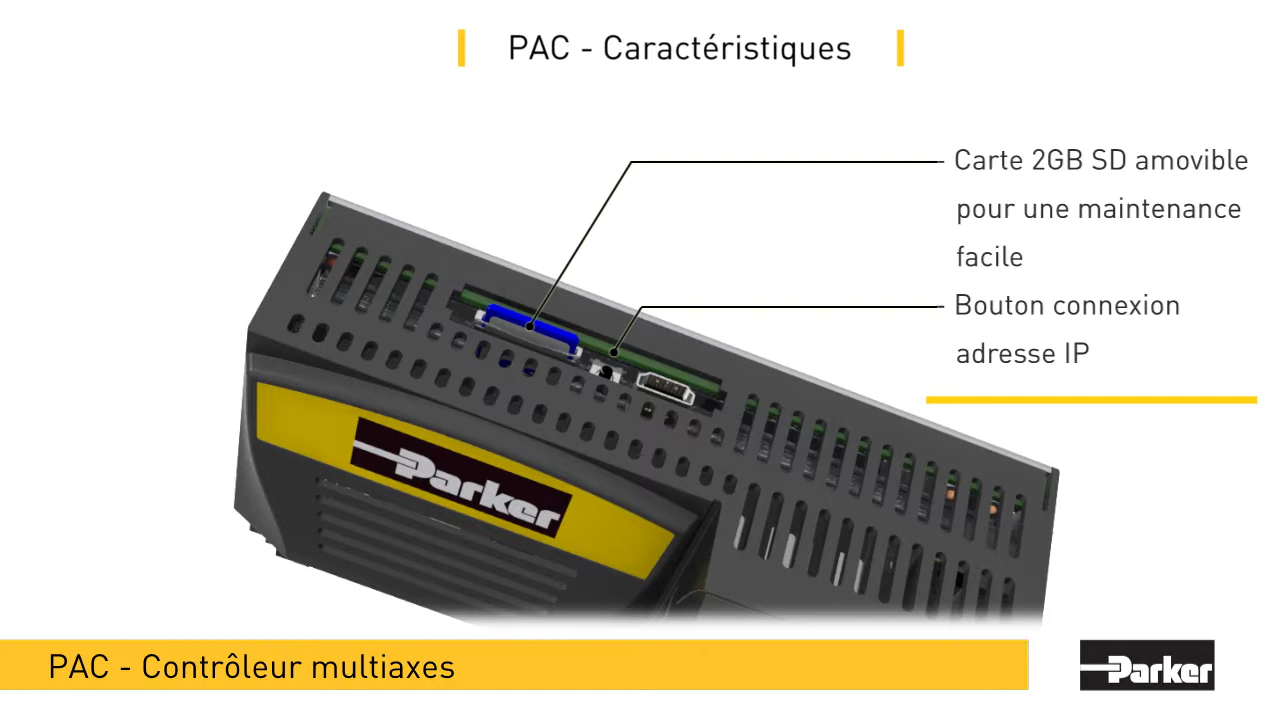 PAC - Caractéristiques
Carte 2GB SD amovible
pour une maintenance
facile
Bouton connexion
adresse IP
Parker
PAC - Contrôleur multiaxes
Parker